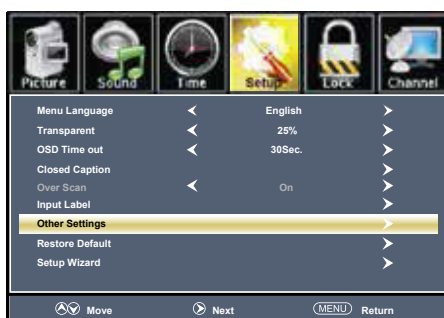 Picture Sound Time Setup Lock Channel
Menu Language English
Transparent 25%
OSD Time out 30Sec.
Closed Caption
Over Scan On
Input Label
Other Settings
Restore Default
Setup Wizard
Move Next MENU Return